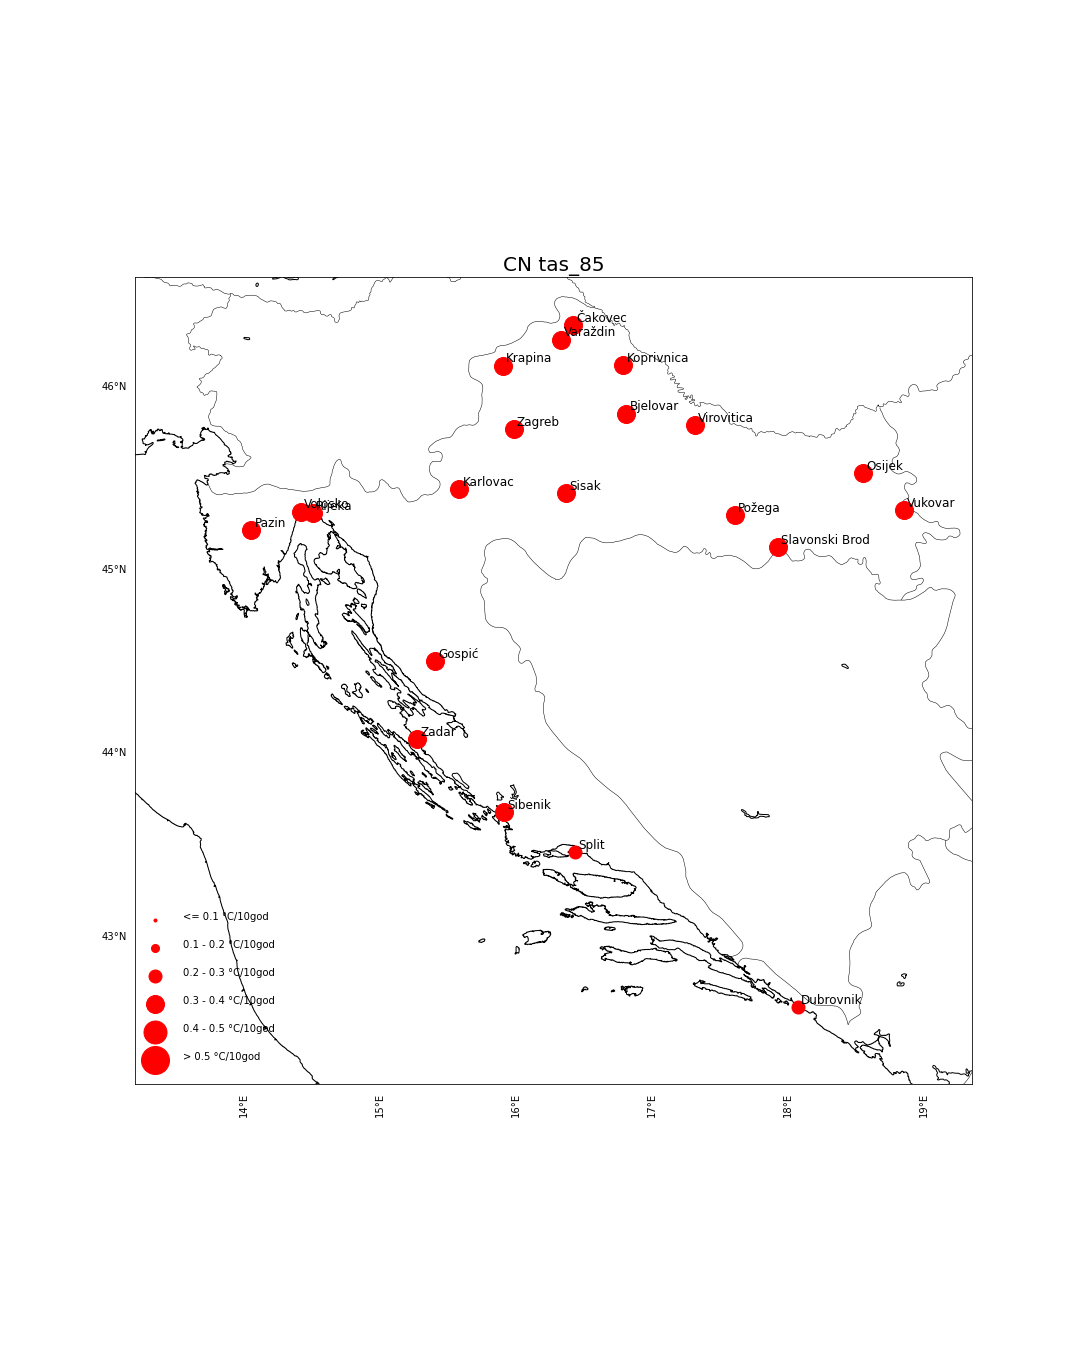 CN tas_85
Čakovec
Varaždin
Krapina
Koprivnica
Bjelovar
Virovitica
Zagreb
Osijek
Karlovac
Sisak
Vukovar
Volosko
Rijeka
Požega
Pazin
Slavonski Brod
Gospić
Zadar
Šibenik
Split
Dubrovnik
46°N
45°N
44°N
43°N
<= 0.1 °C/10god
0.1 - 0.2 °C/10god
0.2 - 0.3 °C/10god
0.3 - 0.4 °C/10god
0.4 - 0.5 °C/10god
> 0.5 °C/10god
14°E
15°E
16°E
17°E
18°E
19°E